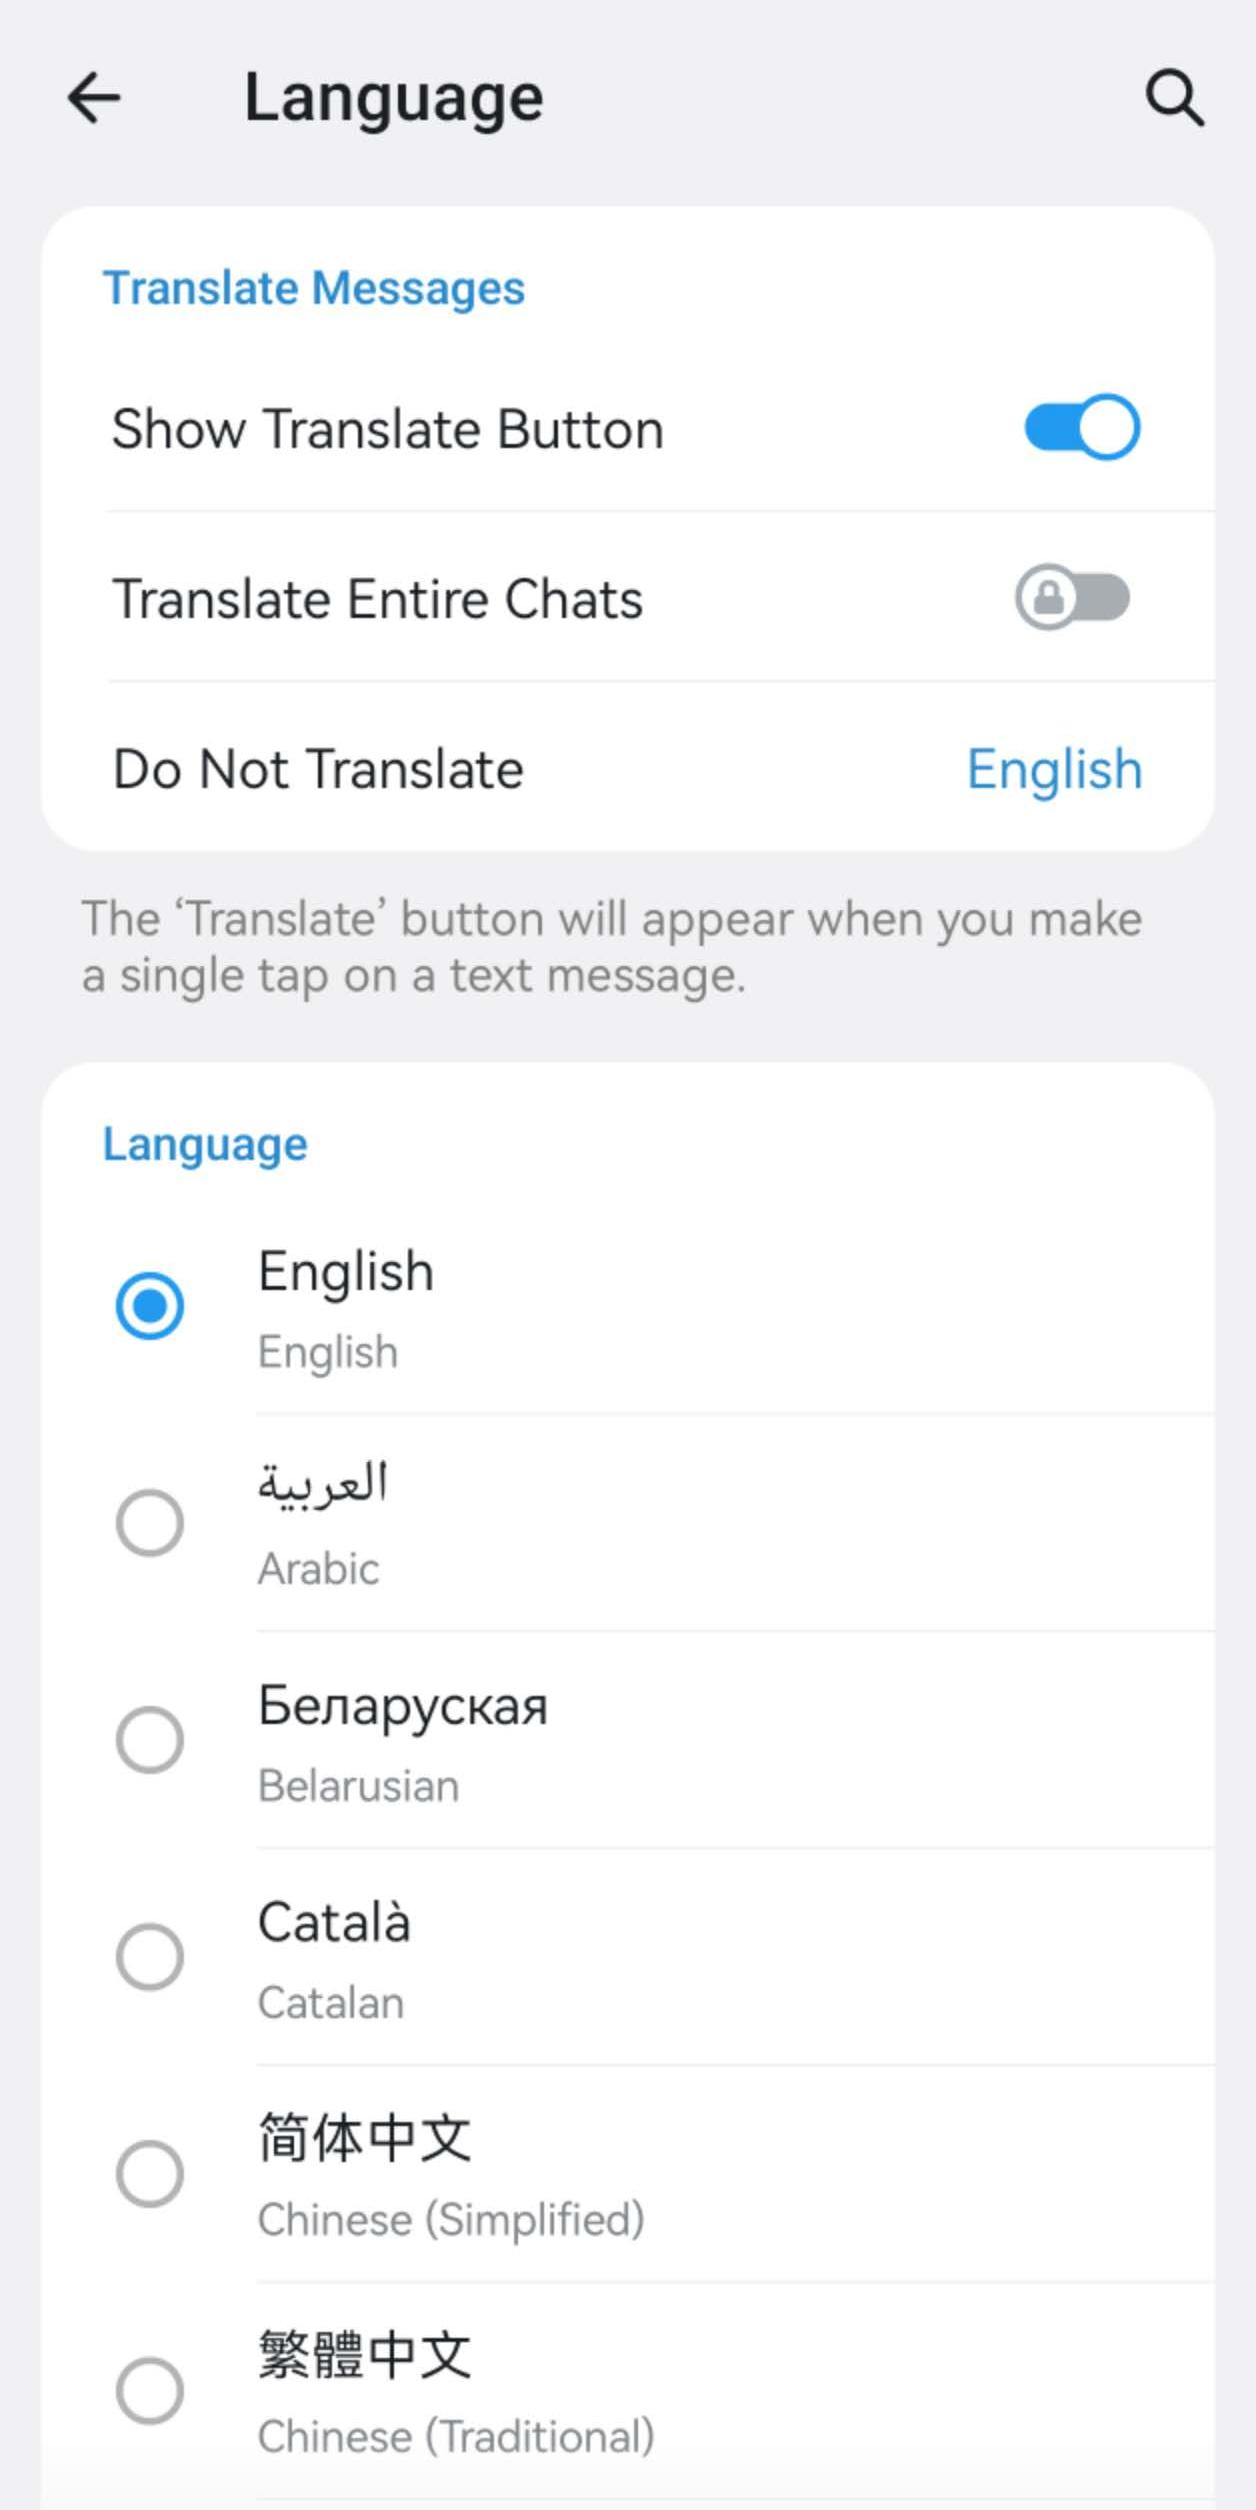 Language
Translate Messages
Show Translate Button
Translate Entire Chats
Do Not Translate English
The ‘Translate’ button will appear when you make
a single tap on a text message.
Language
English
English
العربية
Arabic
Беларуская
Belarusian
Català
Catalan
简体中文
Chinese (Simplified)
繁體中文
Chinese (Traditional)